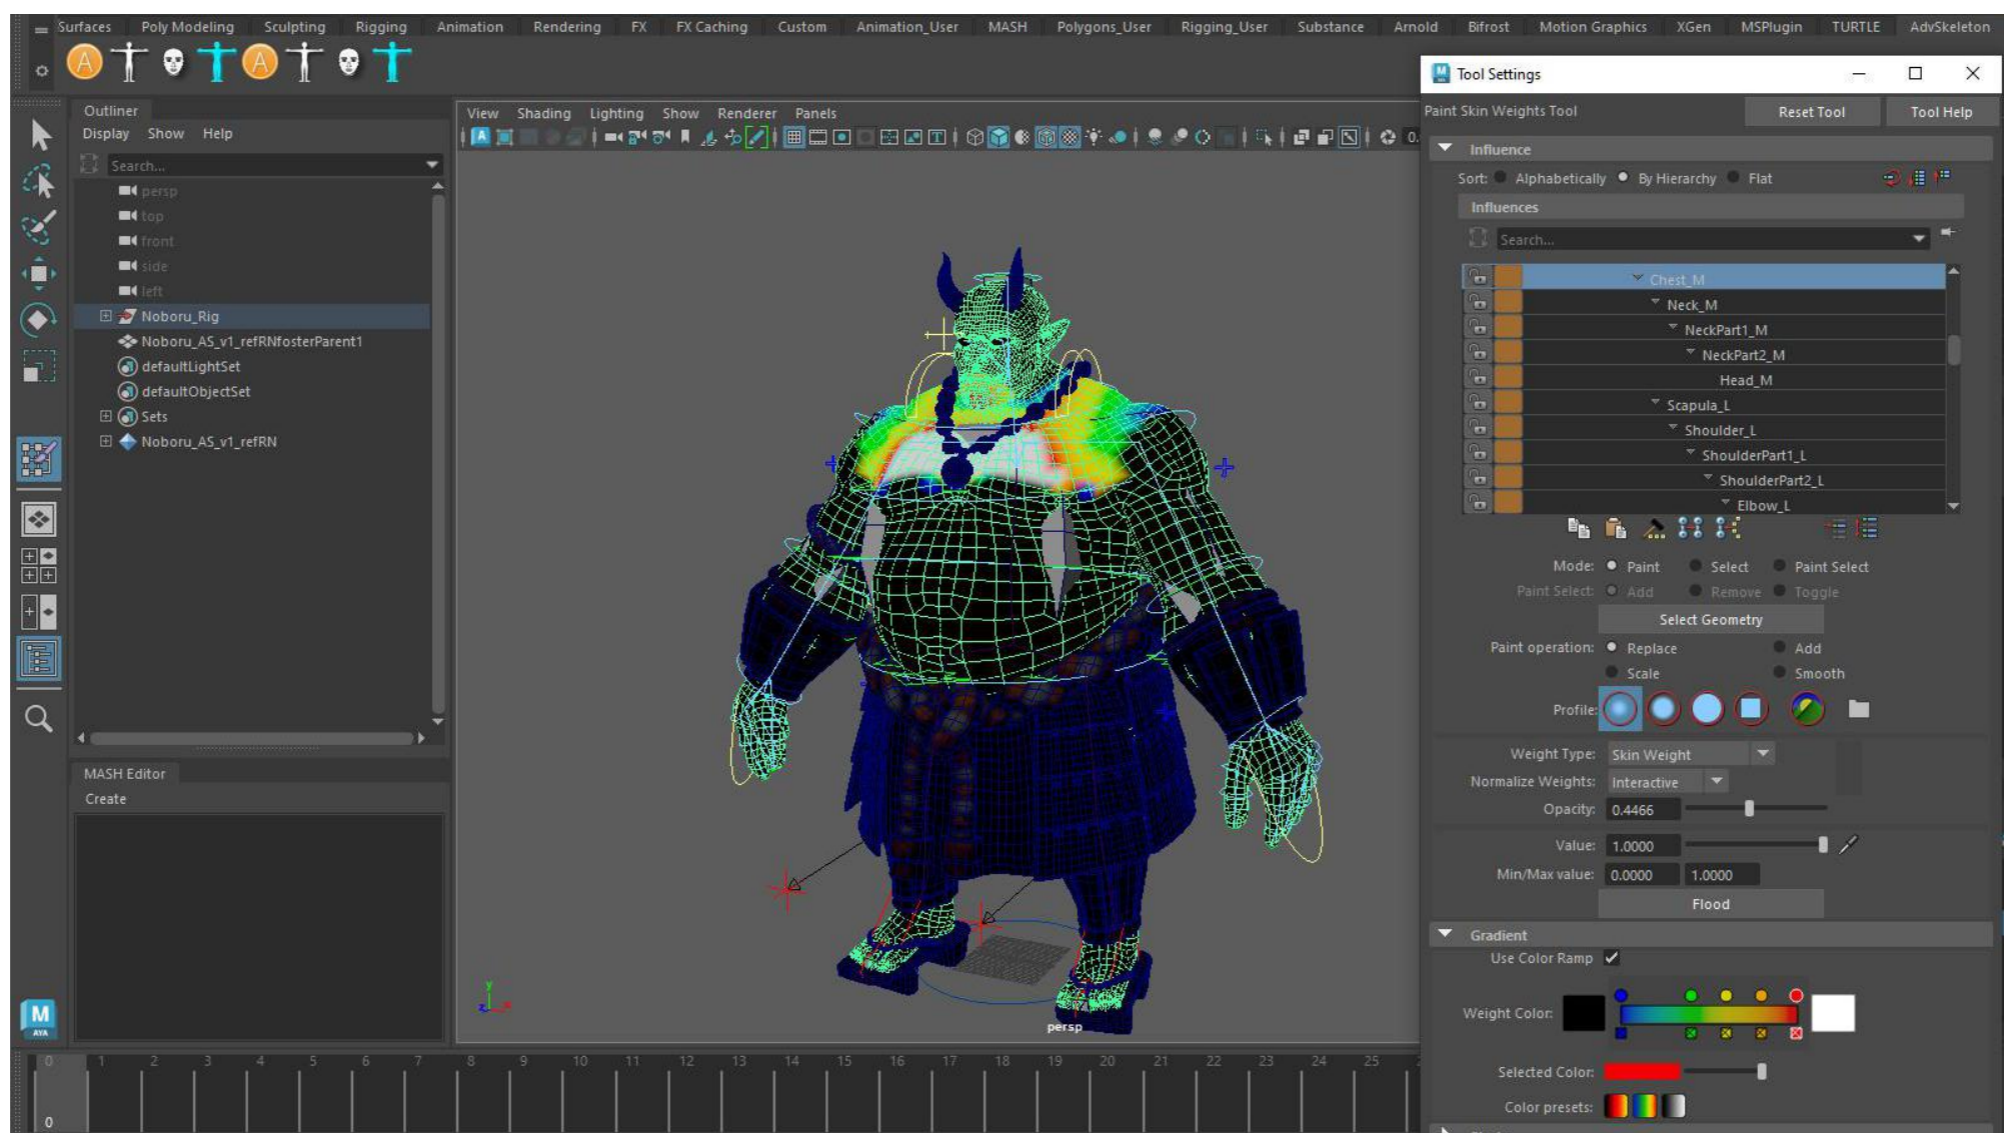 Surfaces Poly Modeling Sculpting Rigging Animation Rendering FX FX Caching Custom Animation_User MASH Polygons_User Rigging_User Substance Arnold Bifrost Motion Graphics XGen MSPlugin TURTLE AdvSkeleton
Outliner
Display Show Help
Search...
persp
top
front
side
left
Noboru_Rig
Noboru_AS_v1_refRNfosterParent1
defaultLightSet
defaultObjectSet
Sets
Noboru_AS_v1_refRN
MASH Editor
Create
M
AYA
View Shading Lighting Show Renderer Panels
y
z x
persp
M Tool Settings
Paint Skin Weights Tool Reset Tool Tool Help
Influence
Sort: Alphabetically By Hierarchy Flat
Influences
Search...
Chest_M
Neck_M
NeckPart1_M
NeckPart2_M
Head_M
Scapula_L
Shoulder_L
ShoulderPart1_L
ShoulderPart2_L
Elbow_L
Mode: Paint Select Paint Select
Paint Select: Add Remove Toggle
Select Geometry
Paint operation: Replace Add
Scale Smooth
Profile:
Weight Type: Skin Weight
Normalize Weights: Interactive
Opacity: 0.4466
Value: 1.0000
Min/Max value: 0.0000 1.0000
Flood
Gradient
Use Color Ramp
Weight Color:
Selected Color:
Color presets:
0 1 2 3 4 5 6 7 8 9 10 11 12 13 14 15 16 17 18 19 20 21 22 23 24 25
0